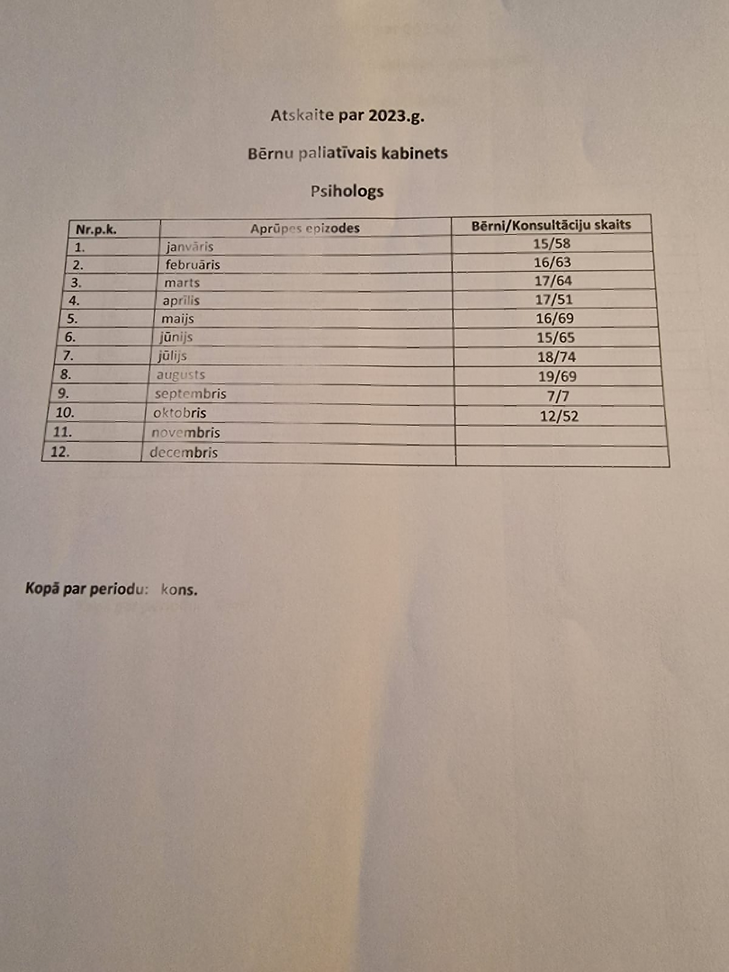 Atskaite par 2023.g.
Bērnu paliatīvais kabinets
Psihologs
Nr.p.k. Aprūpes epizodes Bērni/Konsultāciju skaits
1. janvāris 15/58
2. februāris 16/63
3. marts 17/64
4. aprīlis 17/51
5. maijs 16/69
6. jūnijs 15/65
7. jūlijs 18/74
8. augusts 19/69
9. septembris 7/7
10. oktobris 12/52
11. novembris
12. decembris
Kopā par periodu: kons.